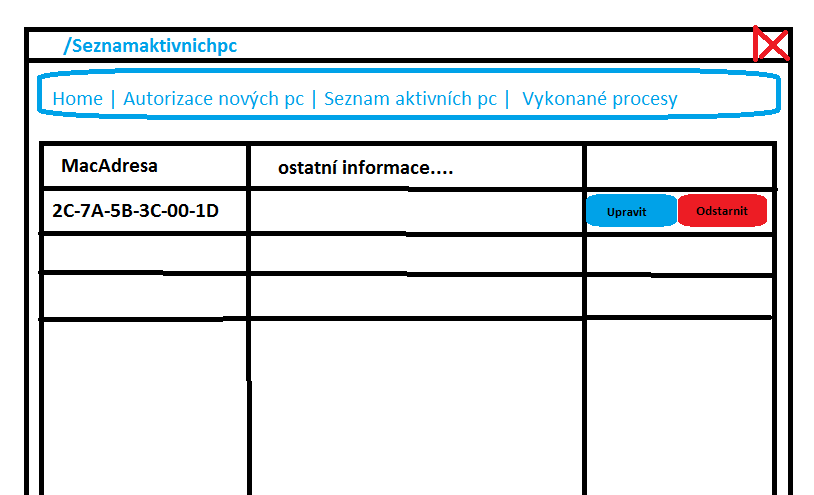 /Seznamaktivnichpc
Home | Autorizace nových pc | Seznam aktivních pc | Vykonané procesy
MacAdresa ostatní informace....
2C-7A-5B-3C-00-1D Upravit Odstarnit